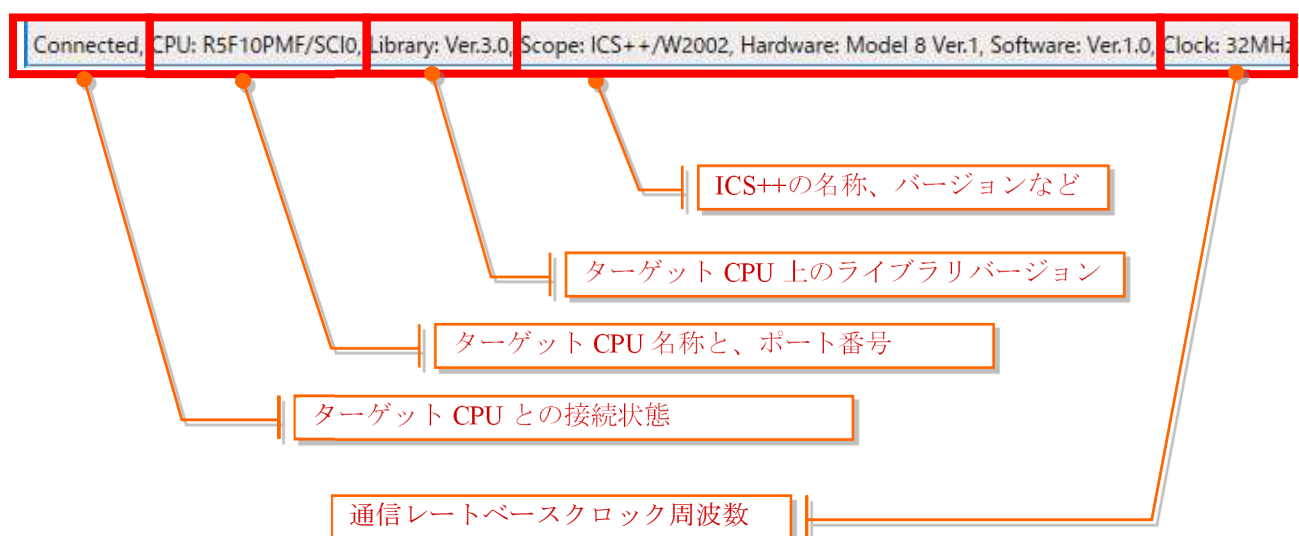 Connected, CPU: R5F10PMF/SCI0, Library: Ver.3.0, Scope: ICS++/W2002, Hardware: Model 8 Ver.1, Software: Ver.1.0, Clock: 32MHz
ICS++の名称、バージョンなど
ターゲット CPU 上のライブラリバージョン
ターゲット CPU 名称と、ポート番号
ターゲット CPU との接続状態
通信レートベースクロック周波数